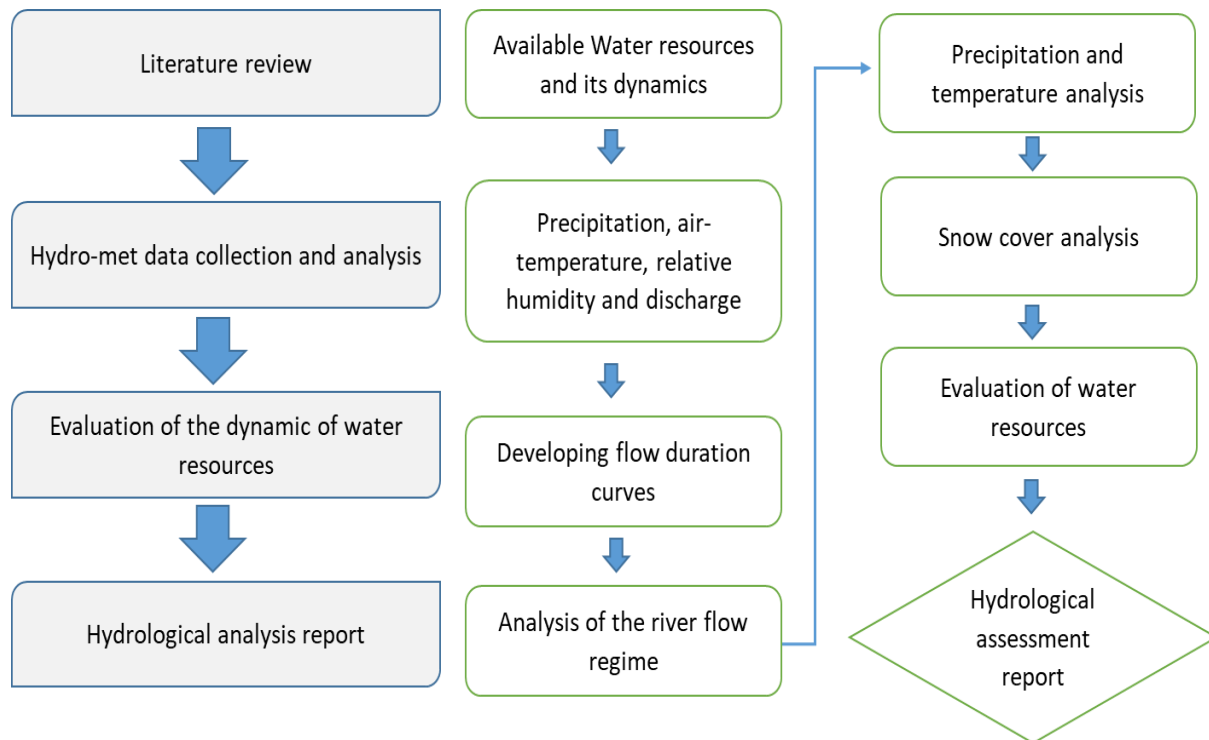 Literature review
Hydro-met data collection and analysis
Evaluation of the dynamic of water
resources
Hydrological analysis report
Available Water resources
and its dynamics
Precipitation, air-
temperature, relative
humidity and discharge
Developing flow duration
curves
Analysis of the river flow
regime
Precipitation and
temperature analysis
Snow cover analysis
Evaluation of water
resources
Hydrological
assessment
report